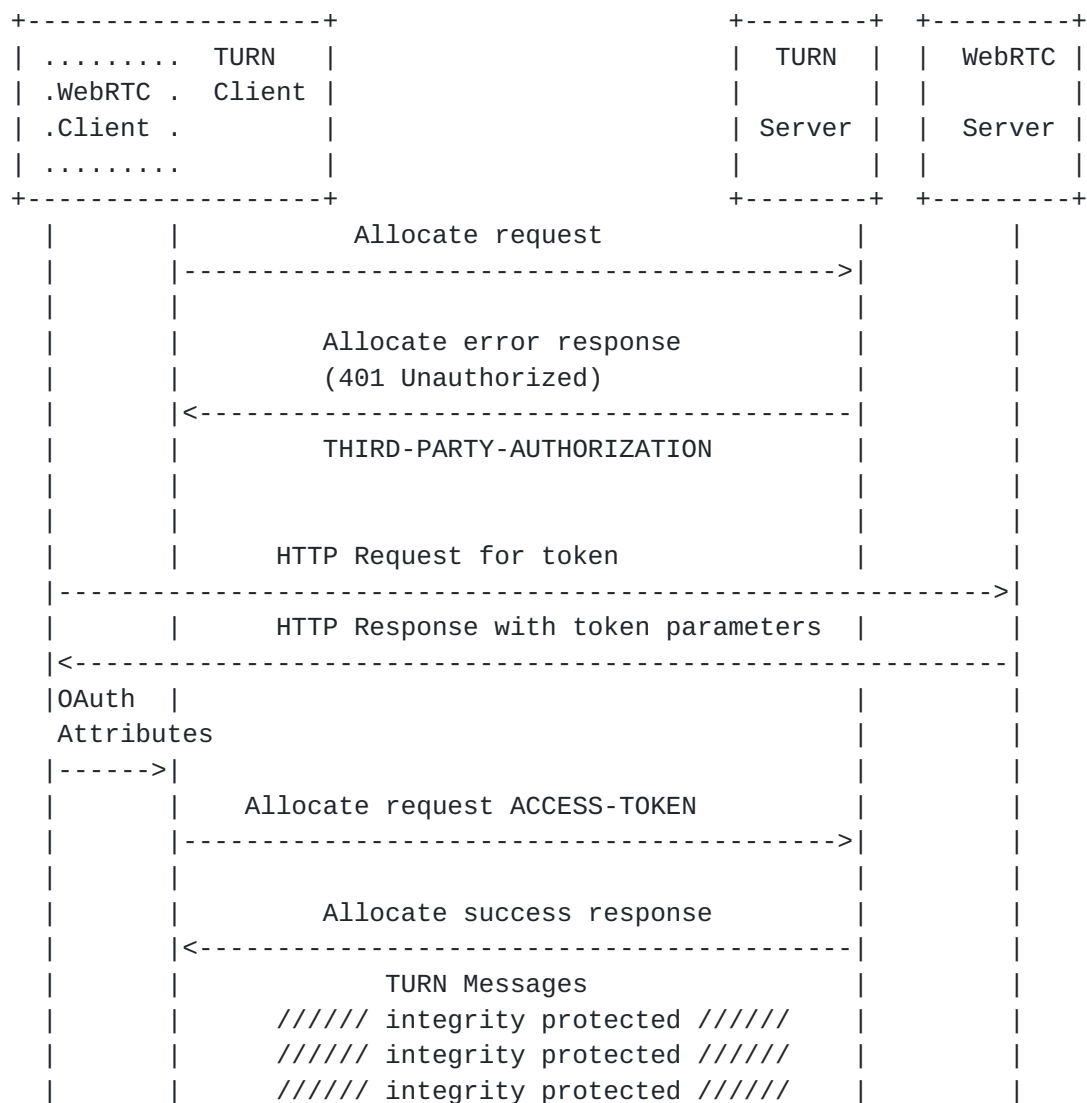 +-------------------+                         +--------+  +---------+
| .........  TURN   |                         |  TURN  |  |  WebRTC |
| .WebRTC .  Client |                         |        |  |         |
| .Client .         |                         | Server |  |  Server |
| .........         |                         |        |  |         |
+-------------------+                         +--------+  +---------+
  |       |           Allocate request                |         |
  |       |------------------------------------------>|         |
  |       |                                           |         |
  |       |         Allocate error response           |         |
  |       |         (401 Unauthorized)                |         |
  |       |<------------------------------------------|         |
  |       |         THIRD-PARTY-AUTHORIZATION         |         |
  |       |                                           |         |
  |       |                                           |         |
  |       |      HTTP Request for token               |         |
  |------------------------------------------------------------>|
  |       |      HTTP Response with token parameters  |         |
  |<------------------------------------------------------------|
  |OAuth  |                                           |         |
   Attributes                                         |         |
  |------>|                                           |         |
  |       |    Allocate request ACCESS-TOKEN          |         |
  |       |------------------------------------------>|         |
  |       |                                           |         |
  |       |         Allocate success response         |         |
  |       |<------------------------------------------|         |
  |       |             TURN Messages                 |         |
  |       |      ////// integrity protected //////    |         |
  |       |      ////// integrity protected //////    |         |
  |       |      ////// integrity protected //////    |         |